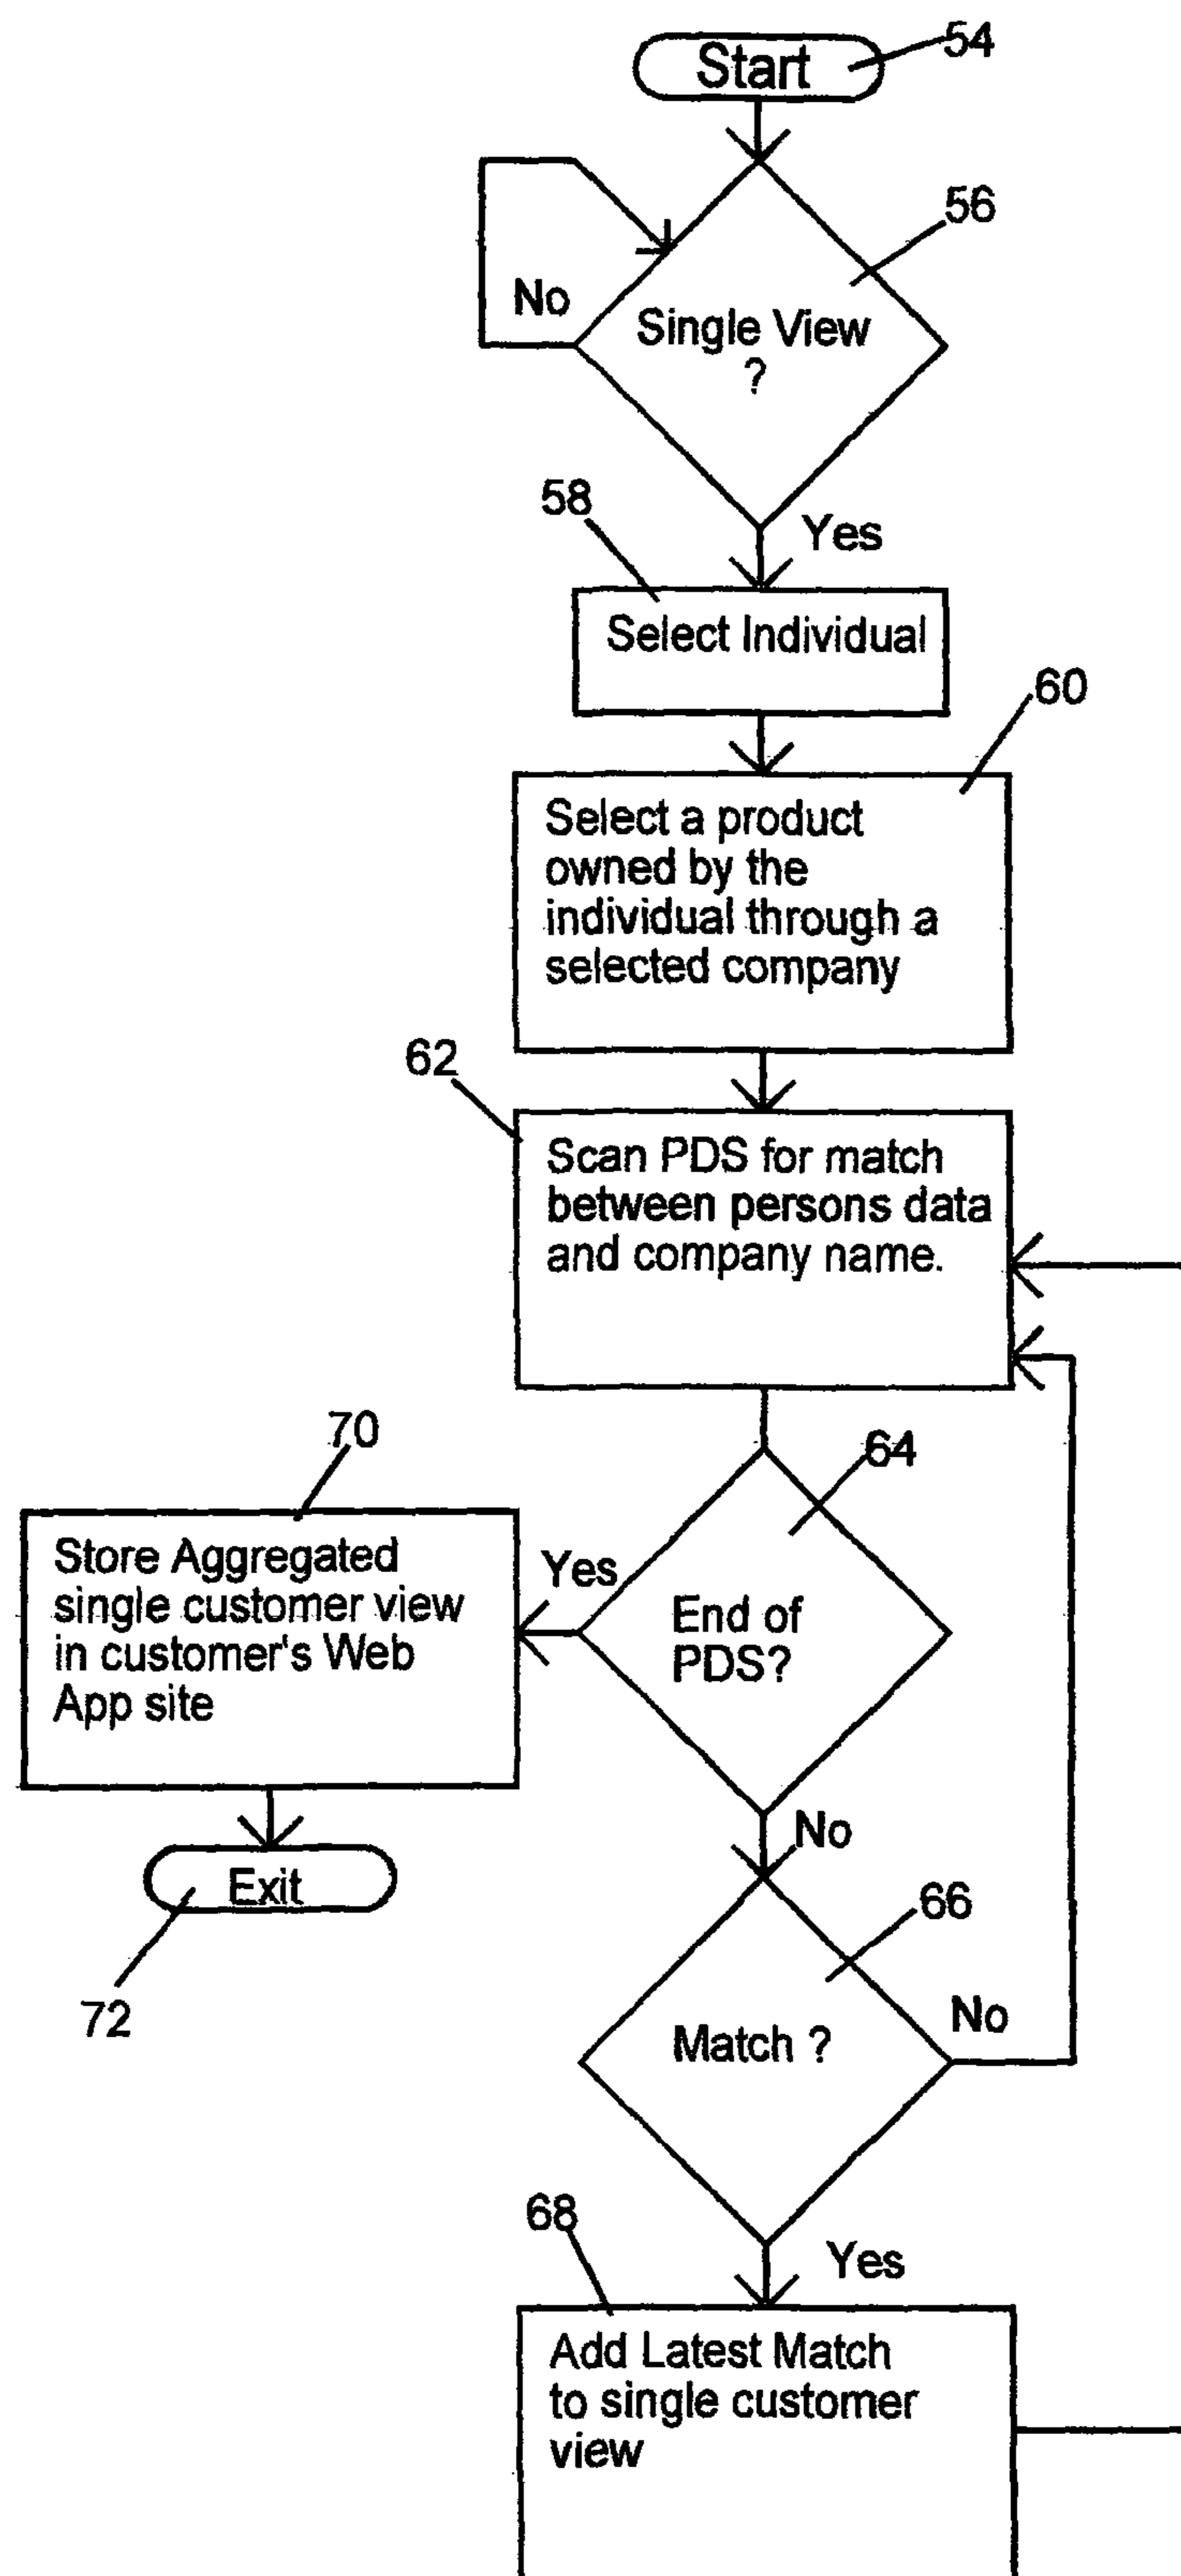 Start
54
56
No
Single View
?
58
Yes
Select Individual
60
Select a product
owned by the
individual through a
selected company
62
Scan PDS for match
between persons data
and company name.
70
64
Store Aggregated
single customer view
in customer's Web
App site
Yes
End of
PDS?
No
Exit
72
66
No
Match ?
68
Yes
Add Latest Match
to single customer
view